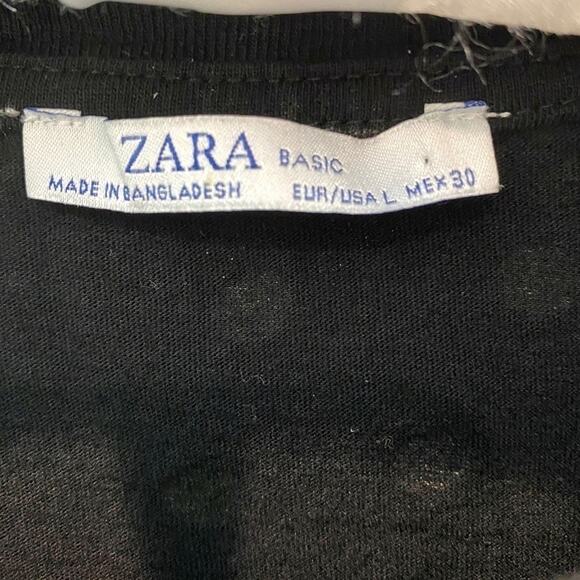 ZARA BASIC
MADE IN BANGLADESH EUR/USA L MEX 30